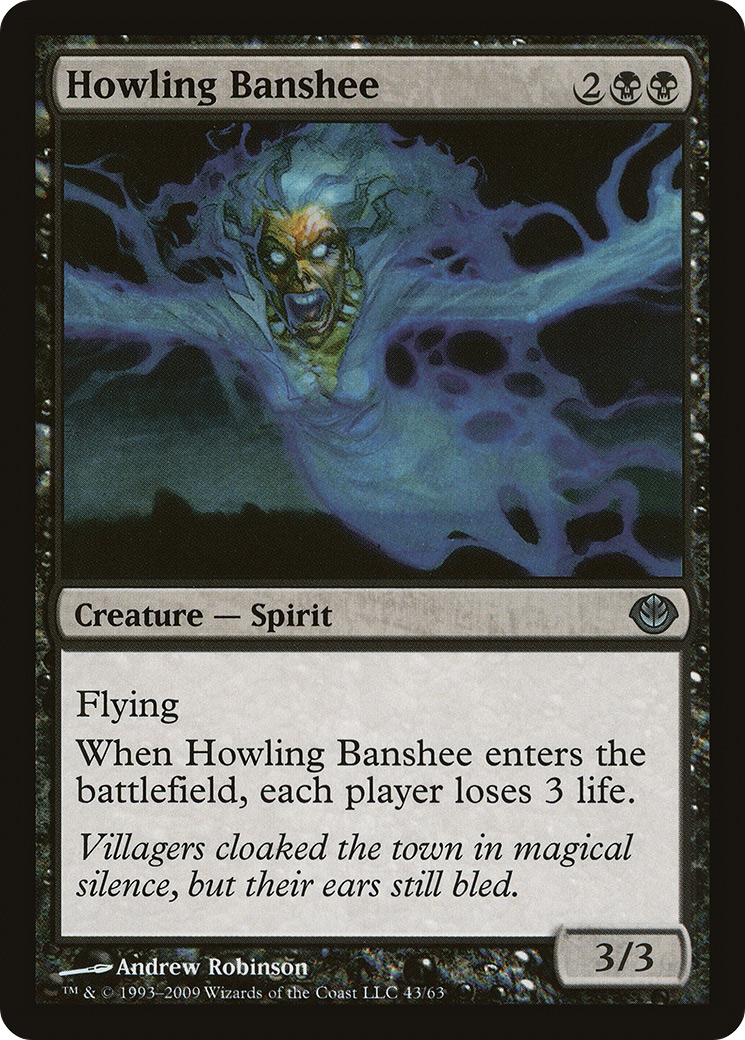 Howling Banshee 2
Creature — Spirit
Flying
When Howling Banshee enters the
battlefield, each player loses 3 life.
Villagers cloaked the town in magical
silence, but their ears still bled.
3/3
Andrew Robinson
™ & © 1993–2009 Wizards of the Coast LLC 43/63